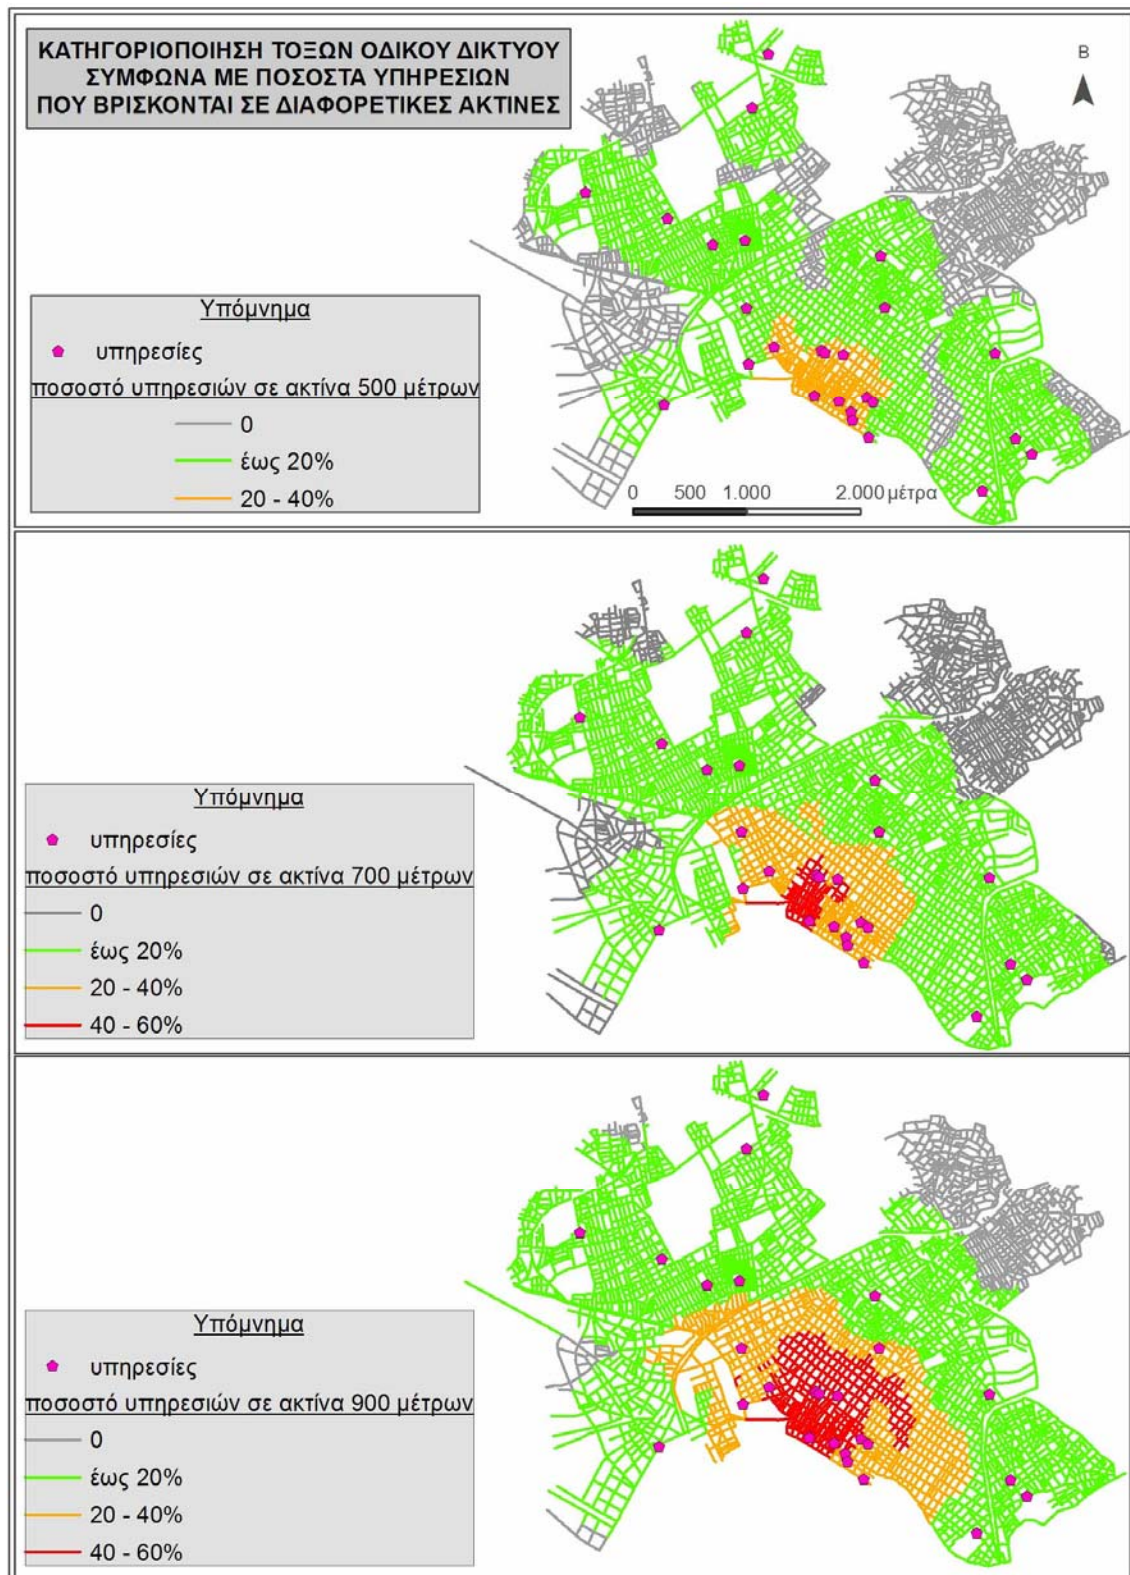 ΚΑΤΗΓΟΡΙΟΠΟΙΗΣΗ ΤΟΞΩΝ ΟΔΙΚΟΥ ΔΙΚΤΥΟΥ
ΣΥΜΦΩΝΑ ΜΕ ΠΟΣΟΣΤΑ ΥΠΗΡΕΣΙΩΝ
ΠΟΥ ΒΡΙΣΚΟΝΤΑΙ ΣΕ ΔΙΑΦΟΡΕΤΙΚΕΣ ΑΚΤΙΝΕΣ
Β
Υπόμνημα
υπηρεσίες
ποσοστό υπηρεσιών σε ακτίνα 500 μέτρων
0
έως 20%
20 - 40%
0 500 1.000 2.000 μέτρα
Υπόμνημα
υπηρεσίες
ποσοστό υπηρεσιών σε ακτίνα 700 μέτρων
0
έως 20%
20 - 40%
40 - 60%
Υπόμνημα
υπηρεσίες
ποσοστό υπηρεσιών σε ακτίνα 900 μέτρων
0
έως 20%
20 - 40%
40 - 60%